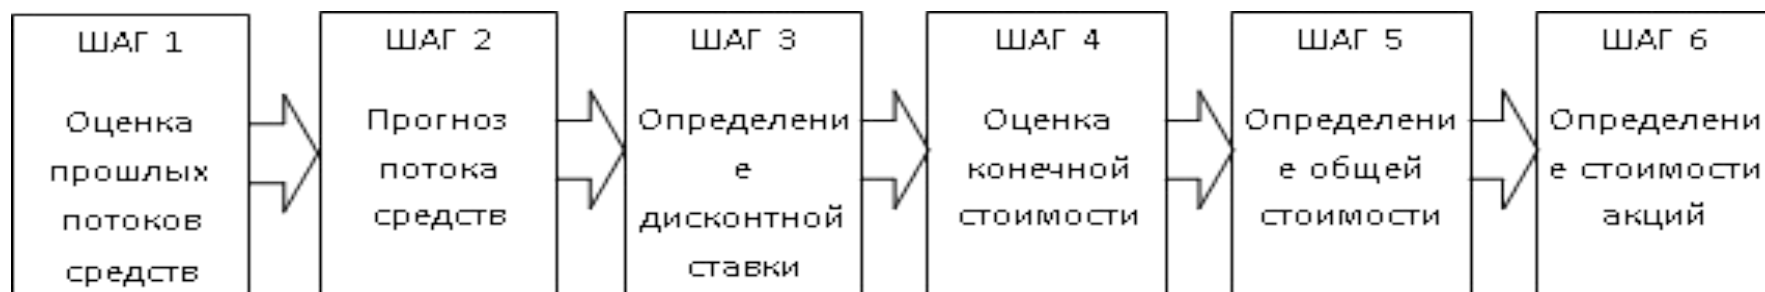 ШАГ 1
Оценка
прошлых
потоков
средств
ШАГ 2
Прогноз
потока
средств
ШАГ 3
Определени
е
дисконтной
ставки
ШАГ 4
Оценка
конечной
стоимости
ШАГ 5
Определени
е общей
стоимости
ШАГ 6
Определени
е стоимости
акций